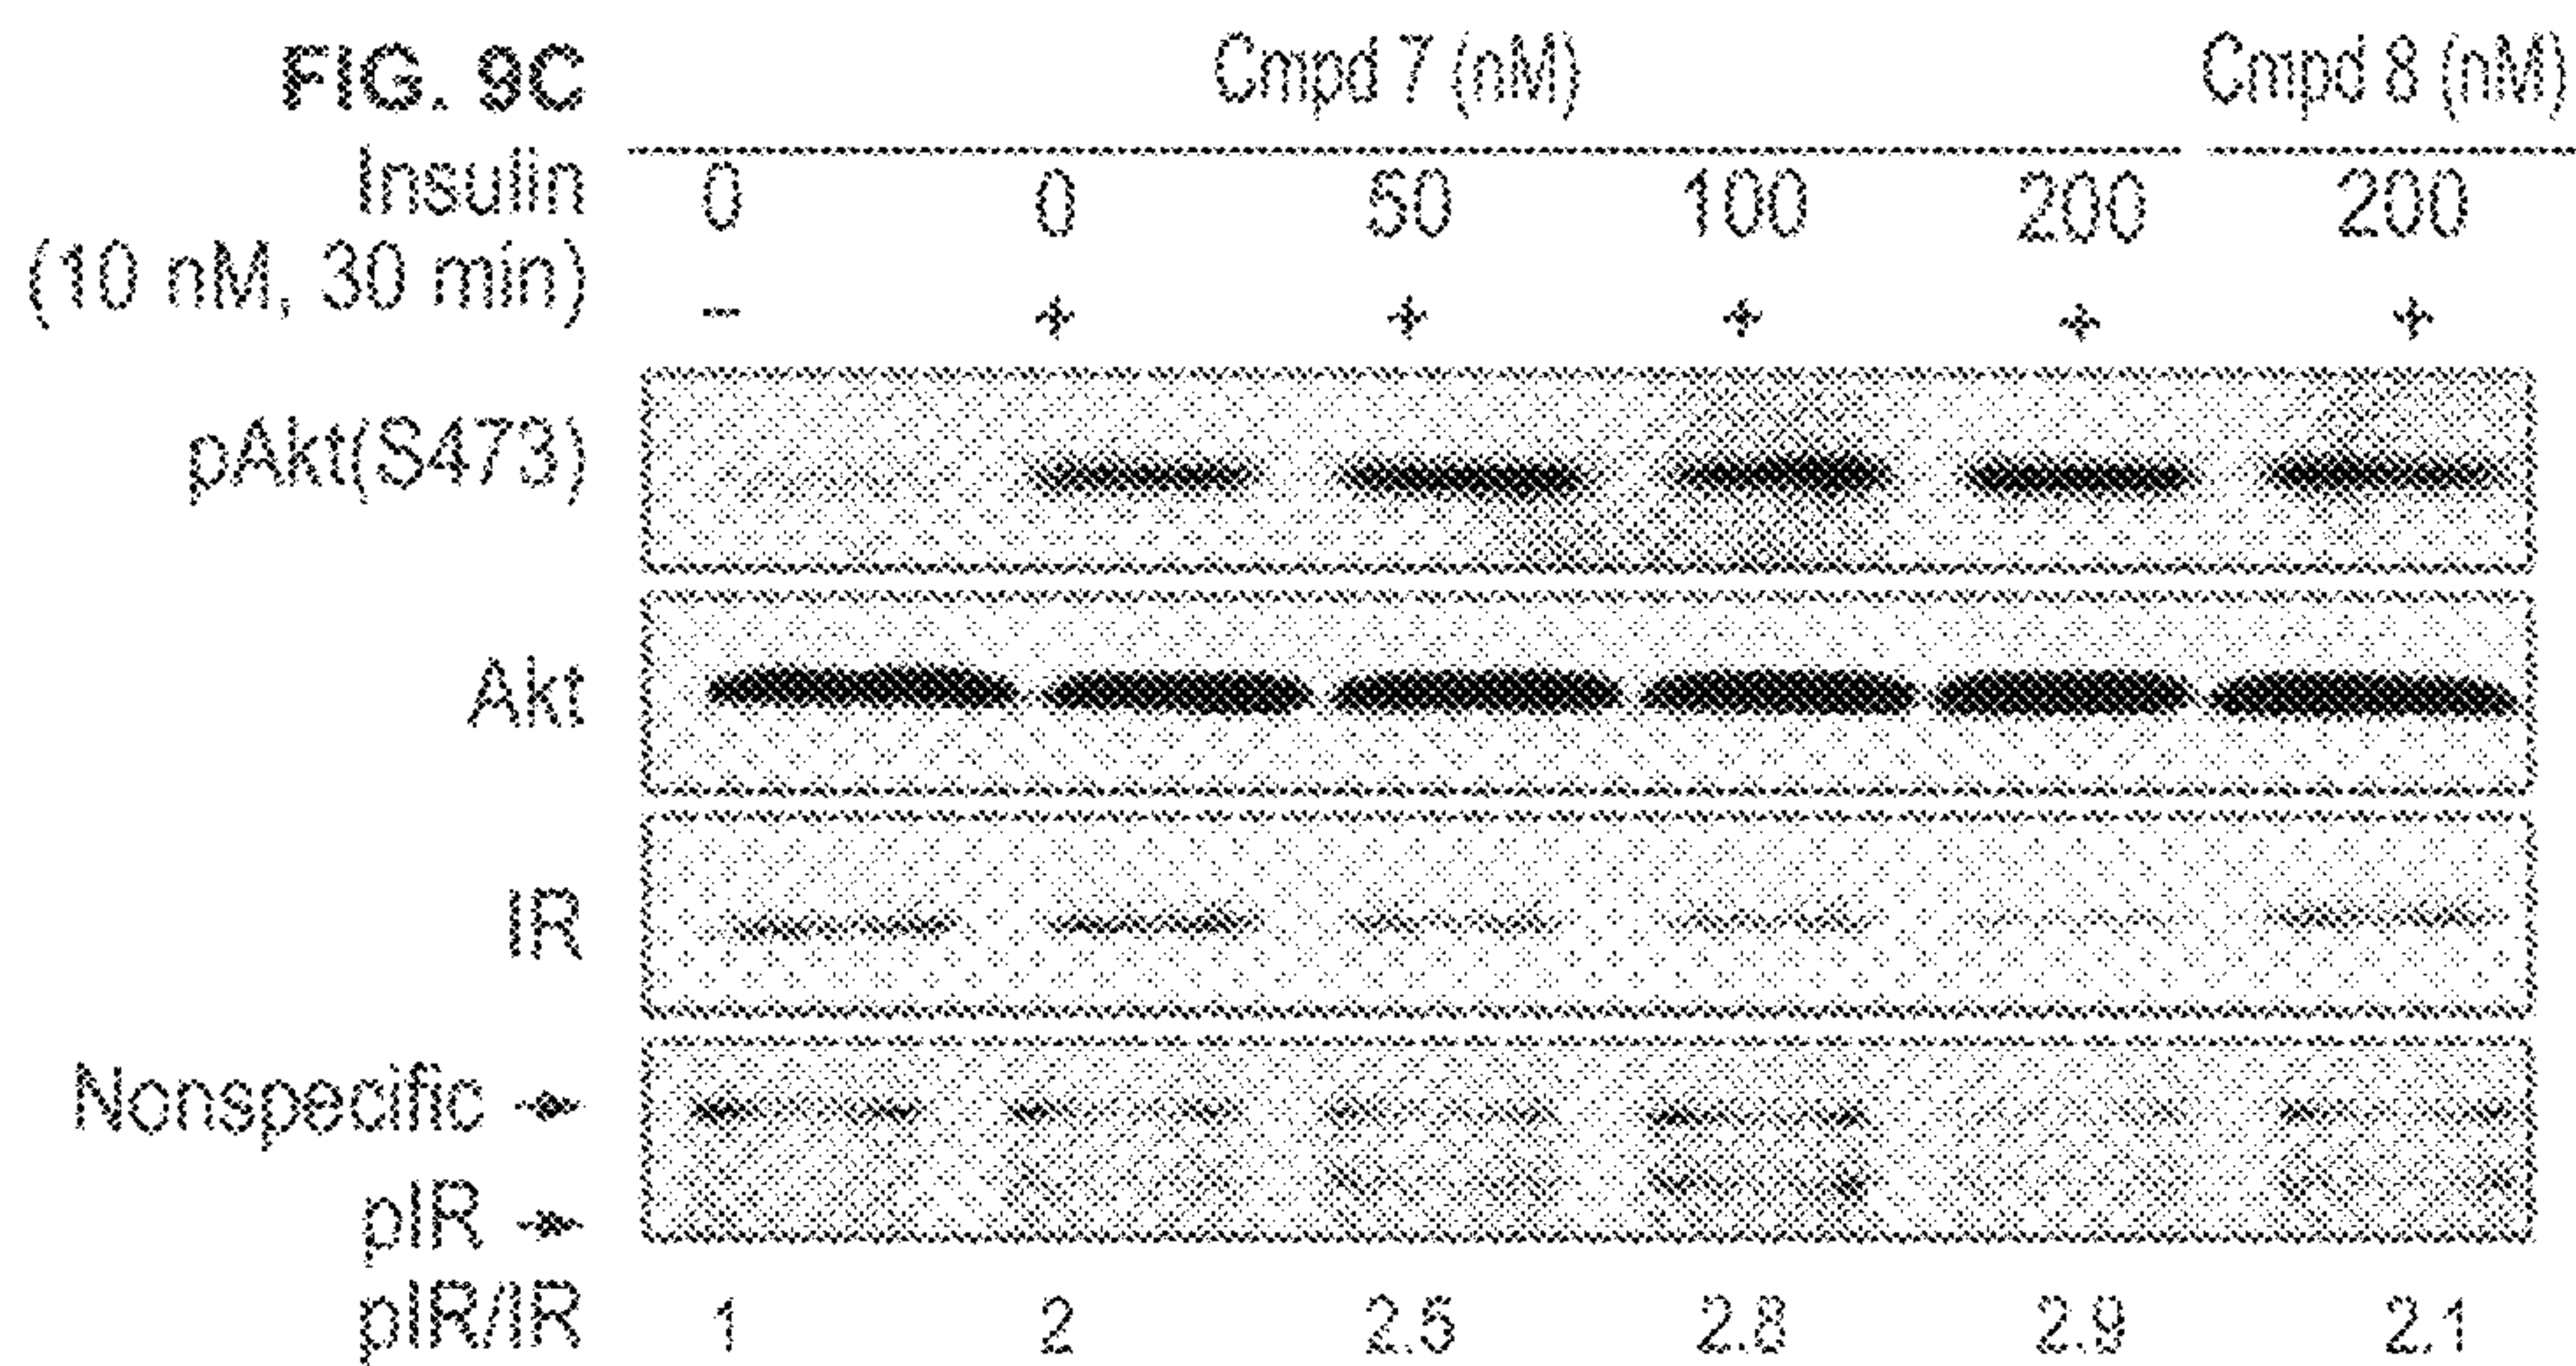 FIG. 9C
Cmpd 7 (nM) Cmpd 8 (nM)
Insulin 0 0 50 100 200 200
(10 nM, 30 min) - + + + + +
pAkt(S473)
Akt
IR
Nonspecific
pIR
pIR/IR 1 2 2.5 2.8 2.9 2.1